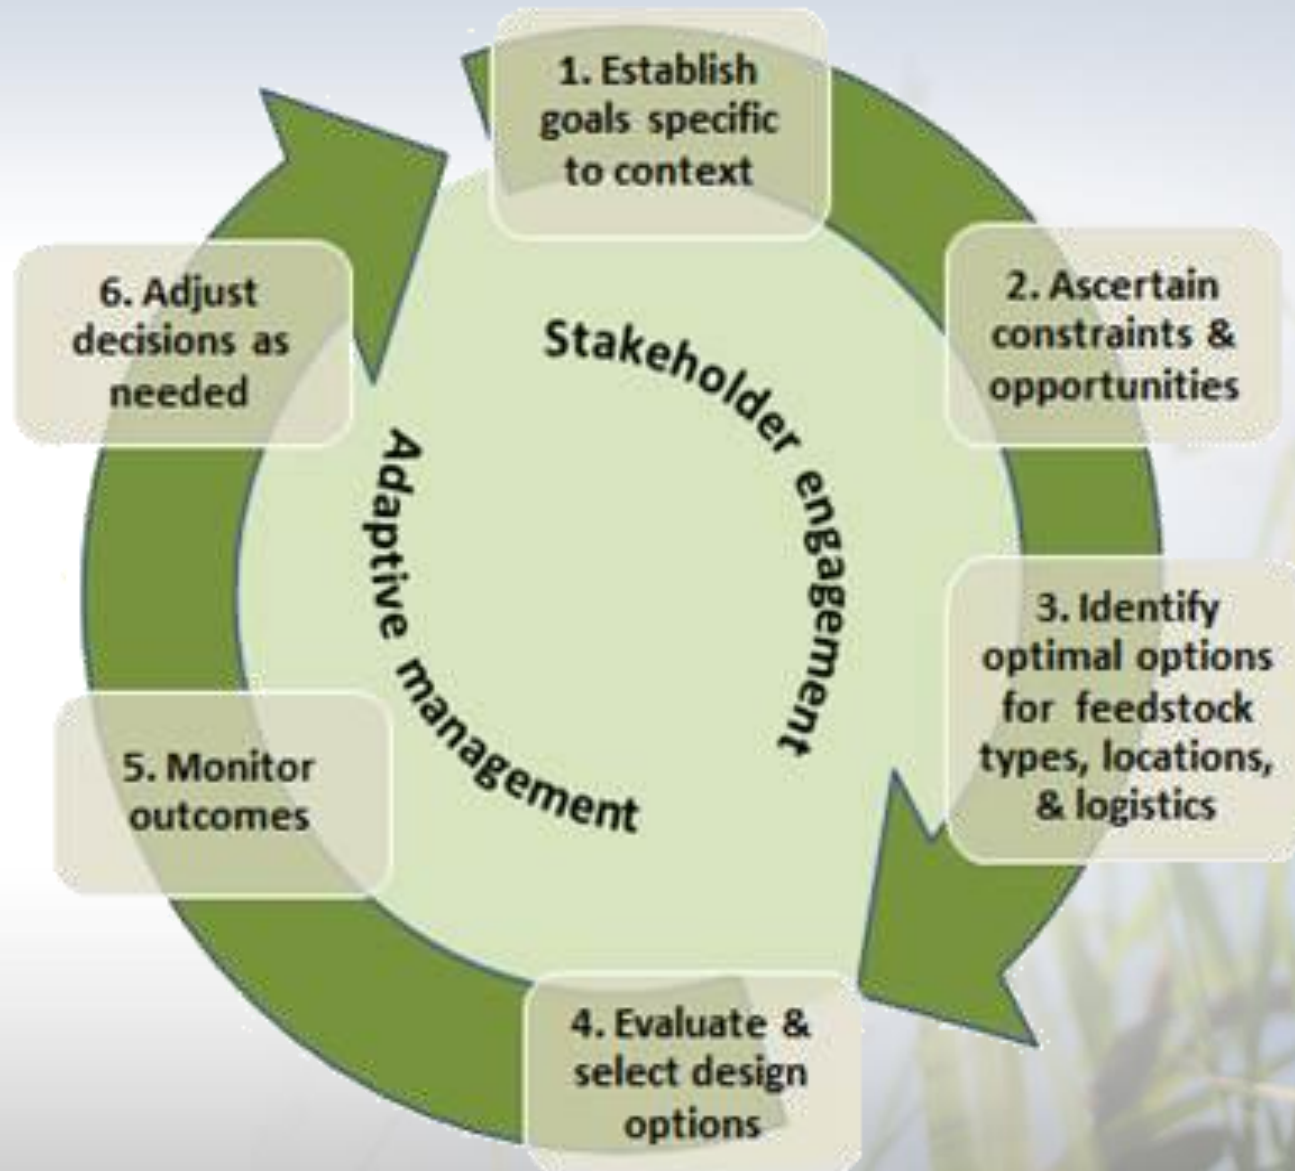 1. Establish
goals specific
to context
2. Ascertain
constraints &
opportunities
3. Identify
optimal options
for feedstock
types, locations,
& logistics
4. Evaluate &
select design
options
5. Monitor
outcomes
6. Adjust
decisions as
needed
Stakeholder engagement
Adaptive management